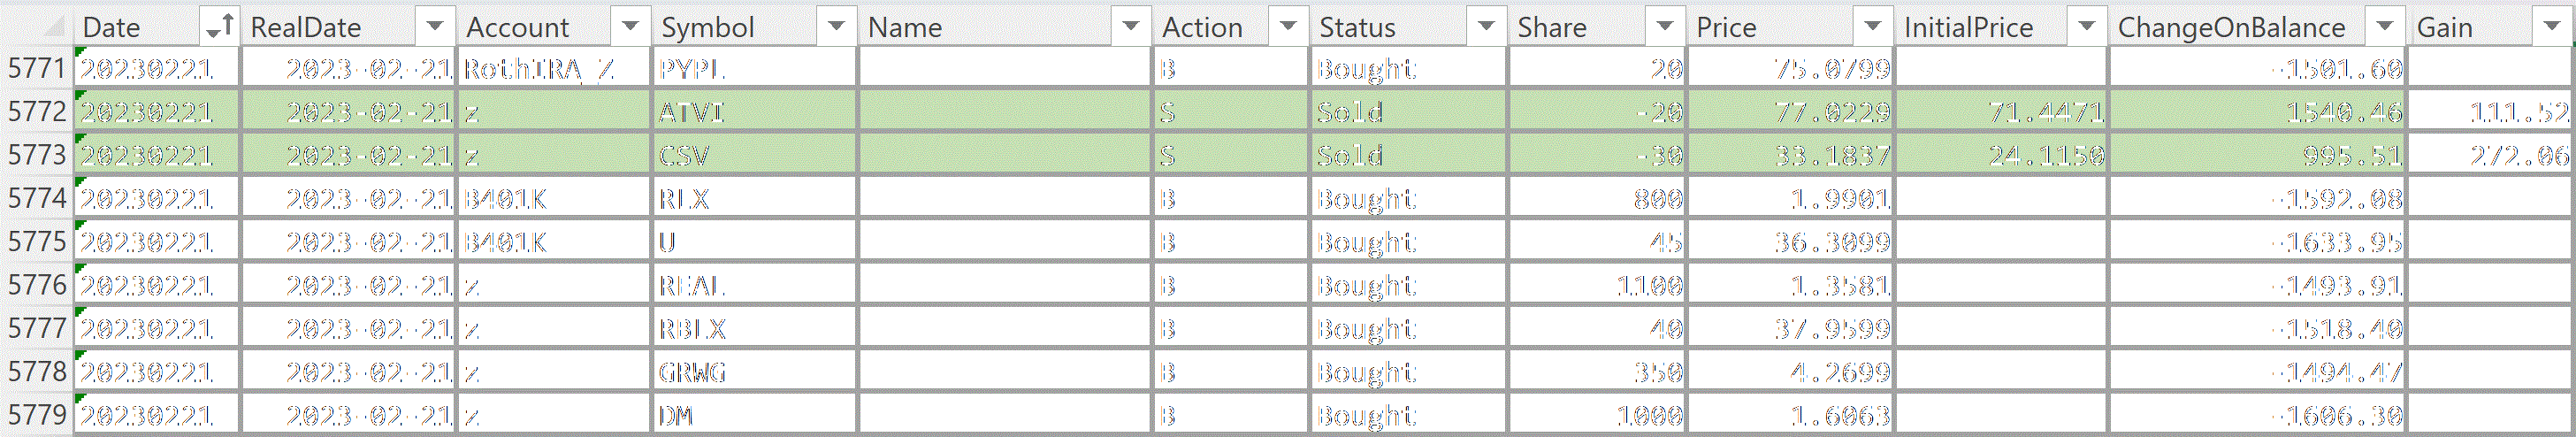 Date RealDate Account Symbol Name Action Status Share Price InitialPrice ChangeOnBalance Gain
5771 20230221 2023-02-21 RothIRA_Z PYPL B Bought 20 75.0799 -1501.60
5772 20230221 2023-02-21 z ATVI S Sold -20 77.0229 71.4471 1540.46 111.52
5773 20230221 2023-02-21 z CSV S Sold -30 33.1837 24.1150 995.51 272.06
5774 20230221 2023-02-21 B401K RLX B Bought 800 1.9901 -1592.08
5775 20230221 2023-02-21 B401K U B Bought 45 36.3099 -1633.95
5776 20230221 2023-02-21 z REAL B Bought 1100 1.3581 -1493.91
5777 20230221 2023-02-21 z RBLX B Bought 40 37.9599 -1518.40
5778 20230221 2023-02-21 z GRWG B Bought 350 4.2699 -1494.47
5779 20230221 2023-02-21 z DM B Bought 1000 1.6063 -1606.30